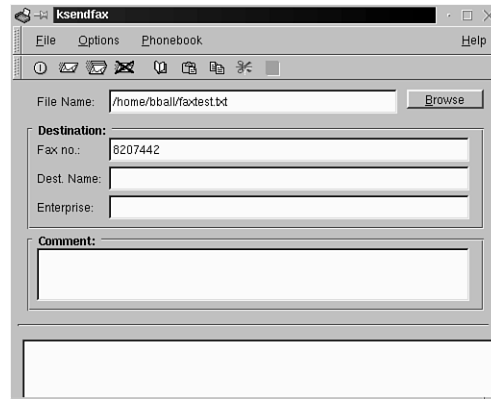 ksendfax
File Options Phonebook Help
File Name: /home/bball/faxtest.txt Browse
Destination:
Fax no.: 8207442
Dest. Name:
Enterprise:
Comment: